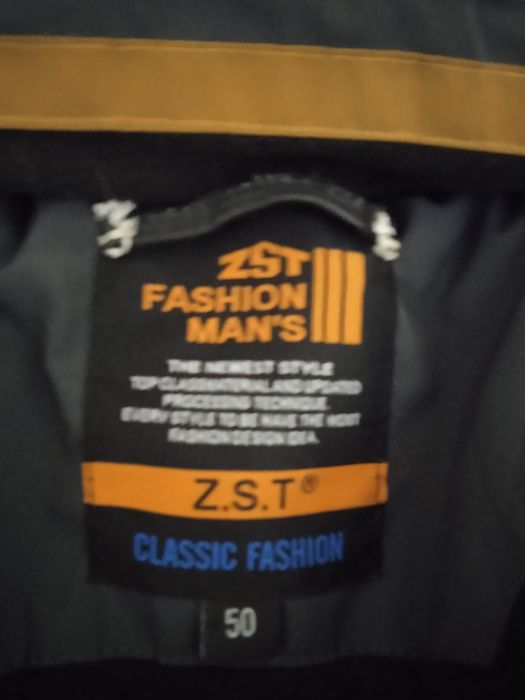 ZST
FASHION
MAN'S
THE NEWEST STYLE
TOP CLASSMATERIAL AND UPDATED
PROCESSING TECHNIQUE.
EVERY STYLE TO BE HAVE THE MOST
FASHION DESIGN IDEA.
Z.S.T®
CLASSIC FASHION
50